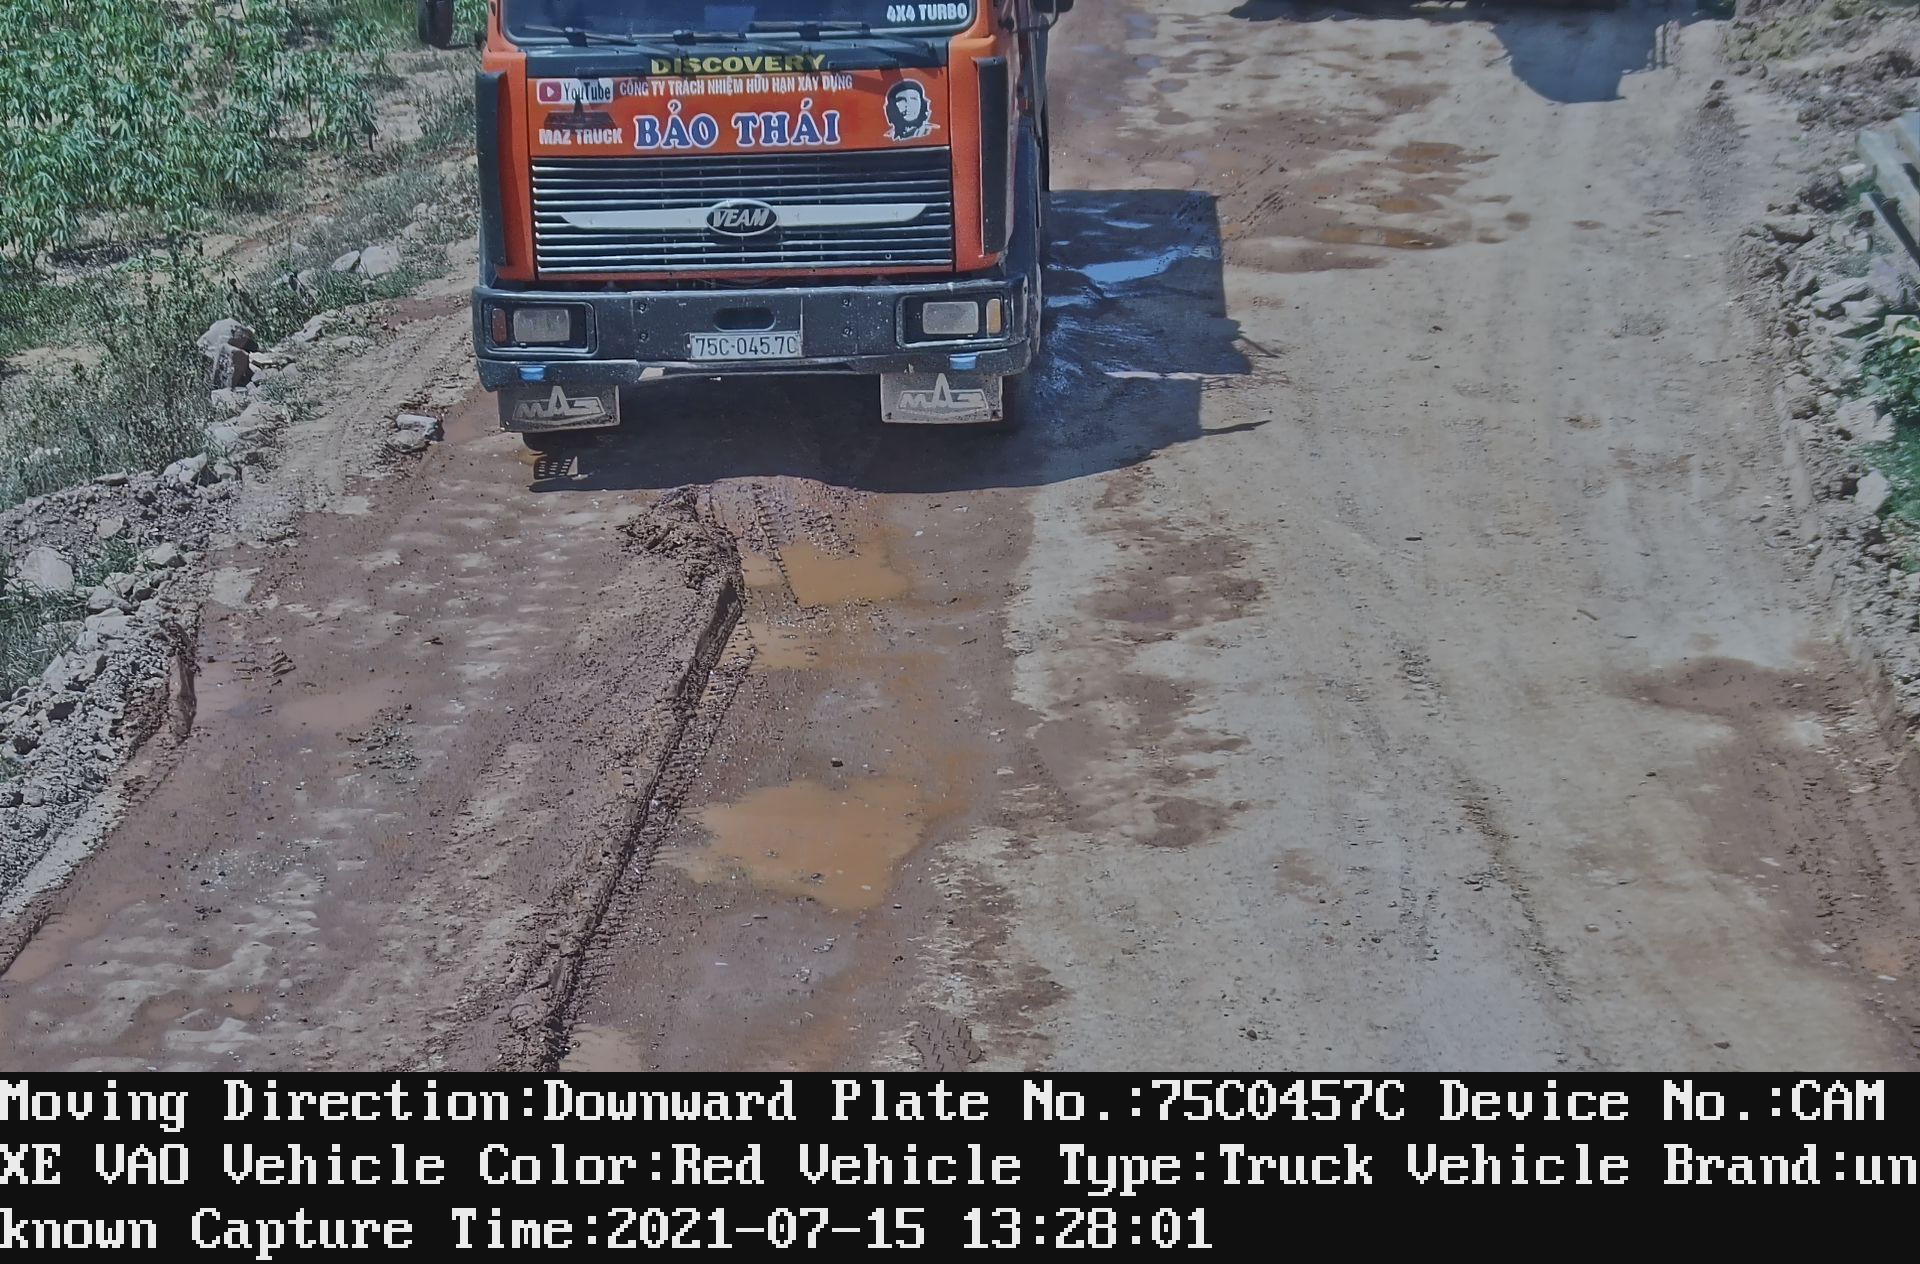 4X4 TURBO
DISCOVERY
YouTube CÔNG TY TRÁCH NHIỆM HỮU HẠN XÂY DỰNG
MAZ TRUCK BẢO THÁI
VEAM
75C-045.70
MAZ MAZ
Moving Direction:Downward Plate No.:75C0457C Device No.:CAM
XE VAO Vehicle Color:Red Vehicle Type:Truck Vehicle Brand:un
known Capture Time:2021-07-15 13:28:01